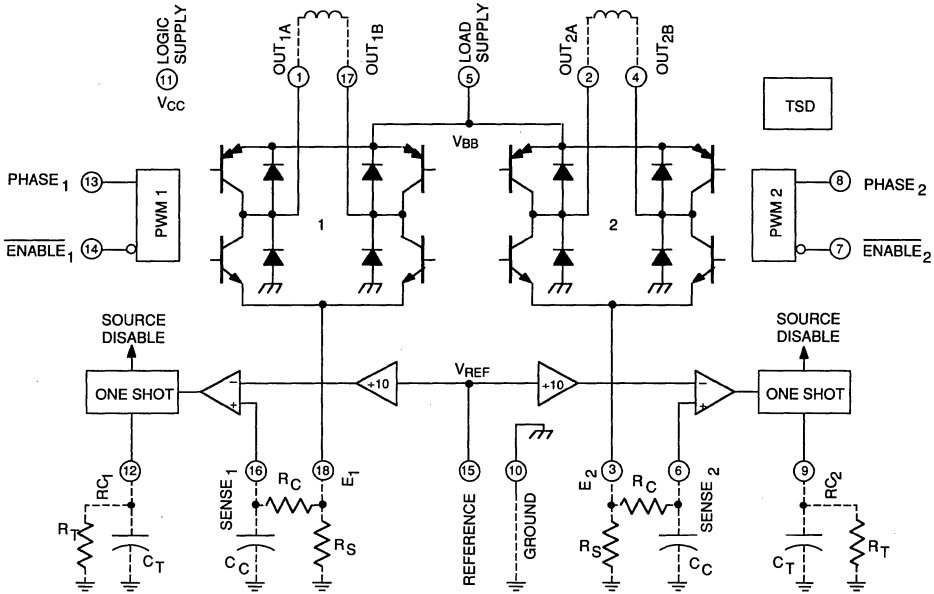 LOGIC SUPPLY
11
VCC
OUT1A
1
OUT1B
17
LOAD SUPPLY
5
VBB
OUT2A
2
OUT2B
4
TSD
PHASE1
13
PWM 1
ENABLE1
14
1
2
PWM 2
8
PHASE2
7
ENABLE2
SOURCE
DISABLE
ONE SHOT
−
+
÷10
VREF
÷10
−
+
SOURCE
DISABLE
ONE SHOT
12
RC1
RT
CT
16
SENSE1
RC
CC
18
E1
RS
15
REFERENCE
10
GROUND
3
E2
RS
RC
6
SENSE2
CC
9
RC2
CT
RT